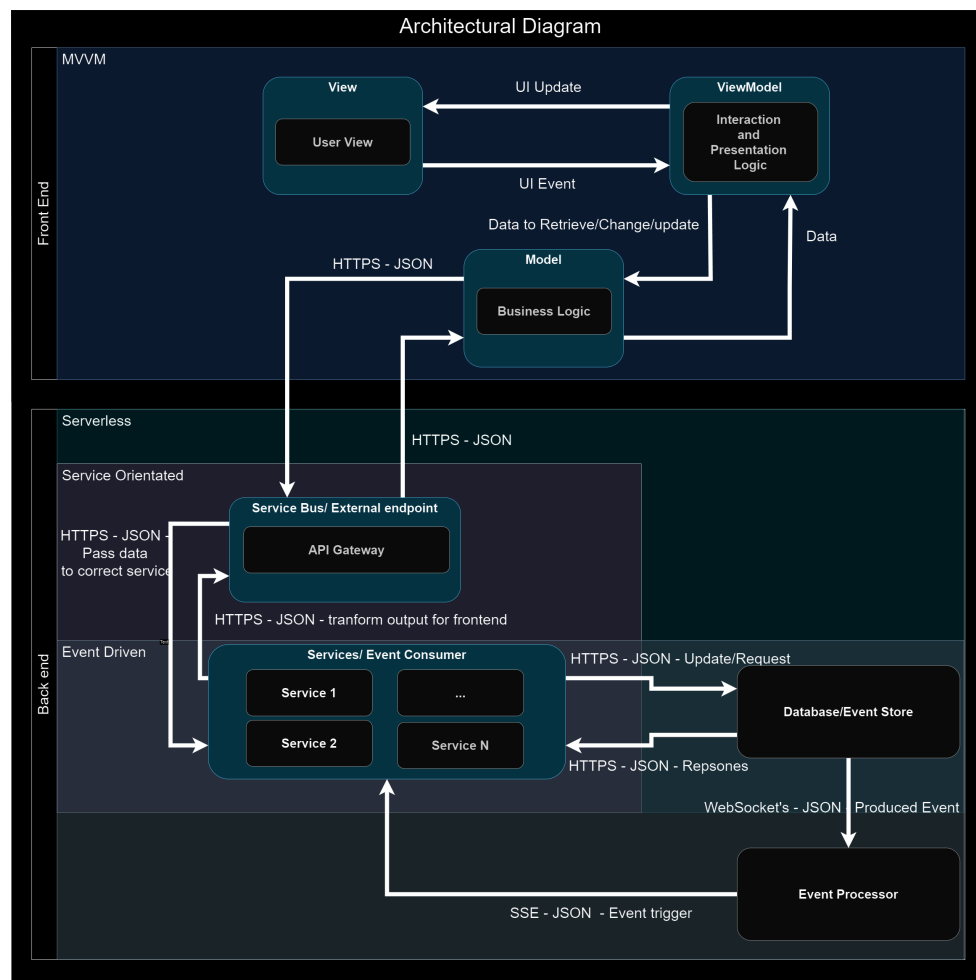 Architectural Diagram
MVVM
Front End
View
User View
UI Update
UI Event
ViewModel
Interaction
and
Presentation
Logic
Data to Retrieve/Change/update
Data
HTTPS - JSON
Model
Business Logic
HTTPS - JSON
Back end
Serverless
Service Orientated
Service Bus/ External endpoint
API Gateway
HTTPS - JSON -
Pass data
to correct service
HTTPS - JSON - tranform output for frontend
Event Driven
Services/ Event Consumer
Service 1
...
Service 2
Service N
HTTPS - JSON - Update/Request
Database/Event Store
HTTPS - JSON - Repsones
WebSocket's - JSON - Produced Event
Event Processor
SSE - JSON  - Event trigger